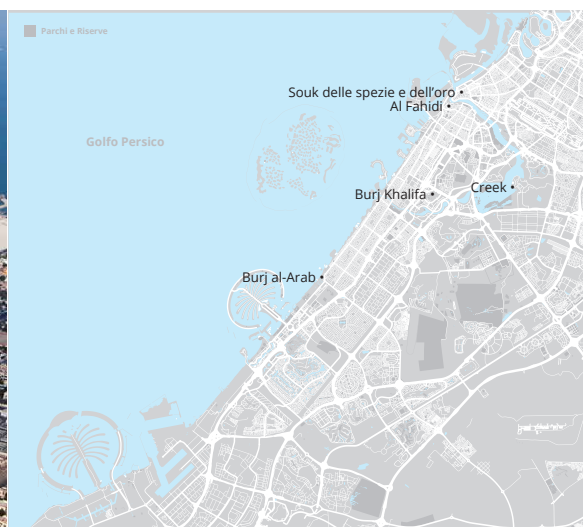 Parchi e Riserve
Souk delle spezie e dell’oro
Al Fahidi
Golfo Persico
Burj Khalifa
Creek
Burj al-Arab